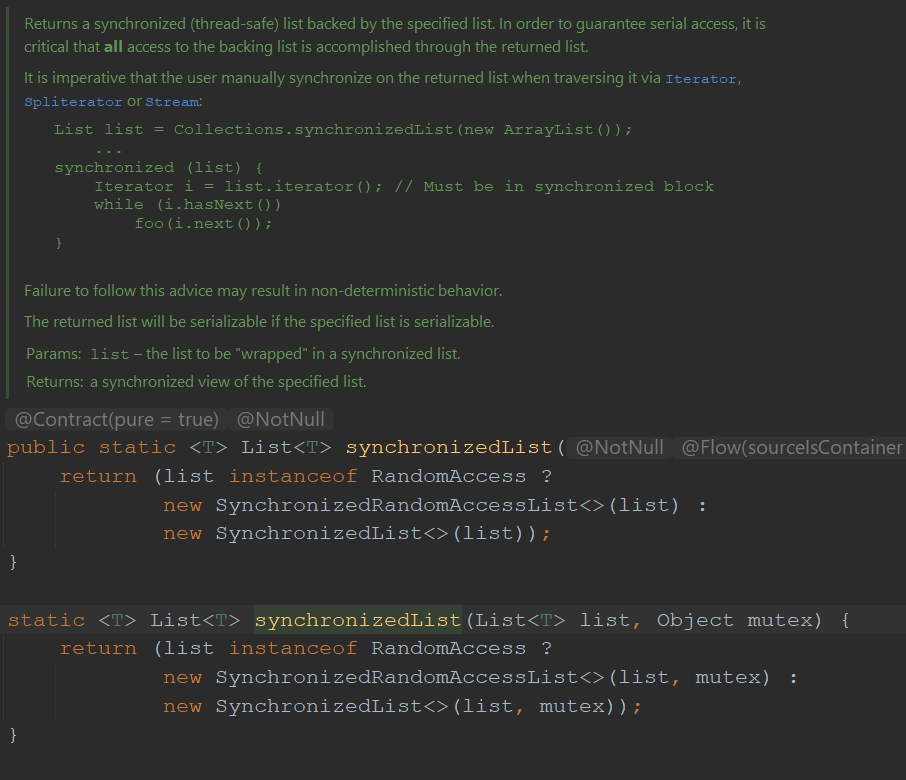 Returns a synchronized (thread-safe) list backed by the specified list. In order to guarantee serial access, it is
critical that all access to the backing list is accomplished through the returned list.
It is imperative that the user manually synchronize on the returned list when traversing it via Iterator,
Spliterator or Stream:
List list = Collections.synchronizedList(new ArrayList());
...
synchronized (list) {
Iterator i = list.iterator(); // Must be in synchronized block
while (i.hasNext())
foo(i.next());
}
Failure to follow this advice may result in non-deterministic behavior.
The returned list will be serializable if the specified list is serializable.
Params: list – the list to be "wrapped" in a synchronized list.
Returns: a synchronized view of the specified list.
@Contract(pure = true) @NotNull
public static <T> List<T> synchronizedList( @NotNull @Flow(sourceIsContainer
return (list instanceof RandomAccess ?
new SynchronizedRandomAccessList<>(list) :
new SynchronizedList<>(list));
}
static <T> List<T> synchronizedList(List<T> list, Object mutex) {
return (list instanceof RandomAccess ?
new SynchronizedRandomAccessList<>(list, mutex) :
new SynchronizedList<>(list, mutex));
}